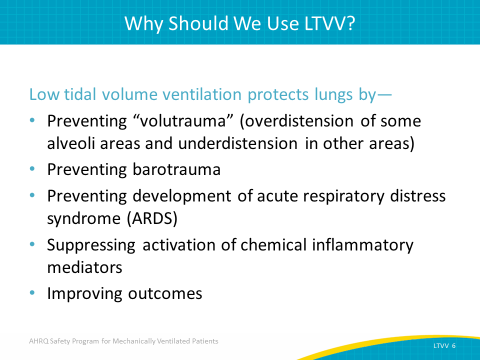 Why Should We Use LTVV?
Low tidal volume ventilation protects lungs by—
• Preventing “volutrauma” (overdistension of some
alveoli areas and underdistension in other areas)
• Preventing barotrauma
• Preventing development of acute respiratory distress
syndrome (ARDS)
• Suppressing activation of chemical inflammatory
mediators
• Improving outcomes
AHRQ Safety Program for Mechanically Ventilated Patients
LTVV 6